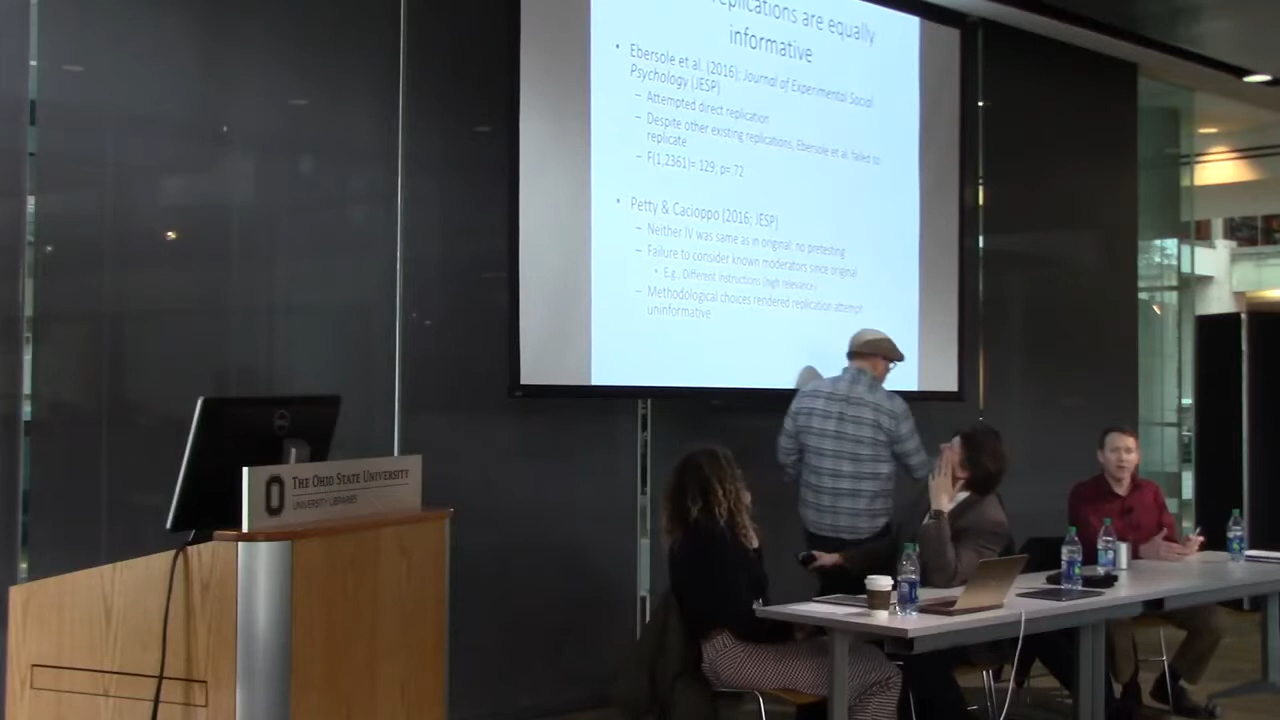 replications are equally
informative
• Ebersole et al. (2016); Journal of Experimental Social
Psychology (JESP)
– Attempted direct replication
– Despite other existing replications, Ebersole et al failed to
replicate
– F(1,2361)=.129, p=.72
• Petty & Cacioppo (2016; JESP)
– Neither IV was same as in original; no pretesting
– Failure to consider known moderators since original
• E.g., Different instructions (high relevance)
– Methodological choices rendered replication attempt
uninformative
THE OHIO STATE UNIVERSITY
UNIVERSITY LIBRARIES